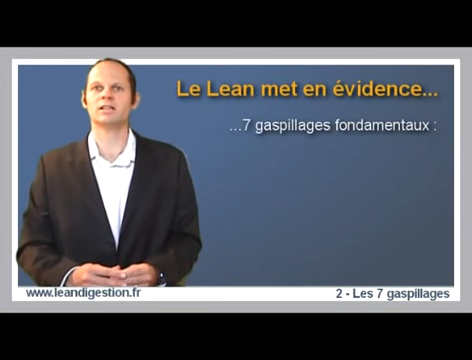 Le Lean met en évidence...
...7 gaspillages fondamentaux :
www.leandigestion.fr
2 - Les 7 gaspillages